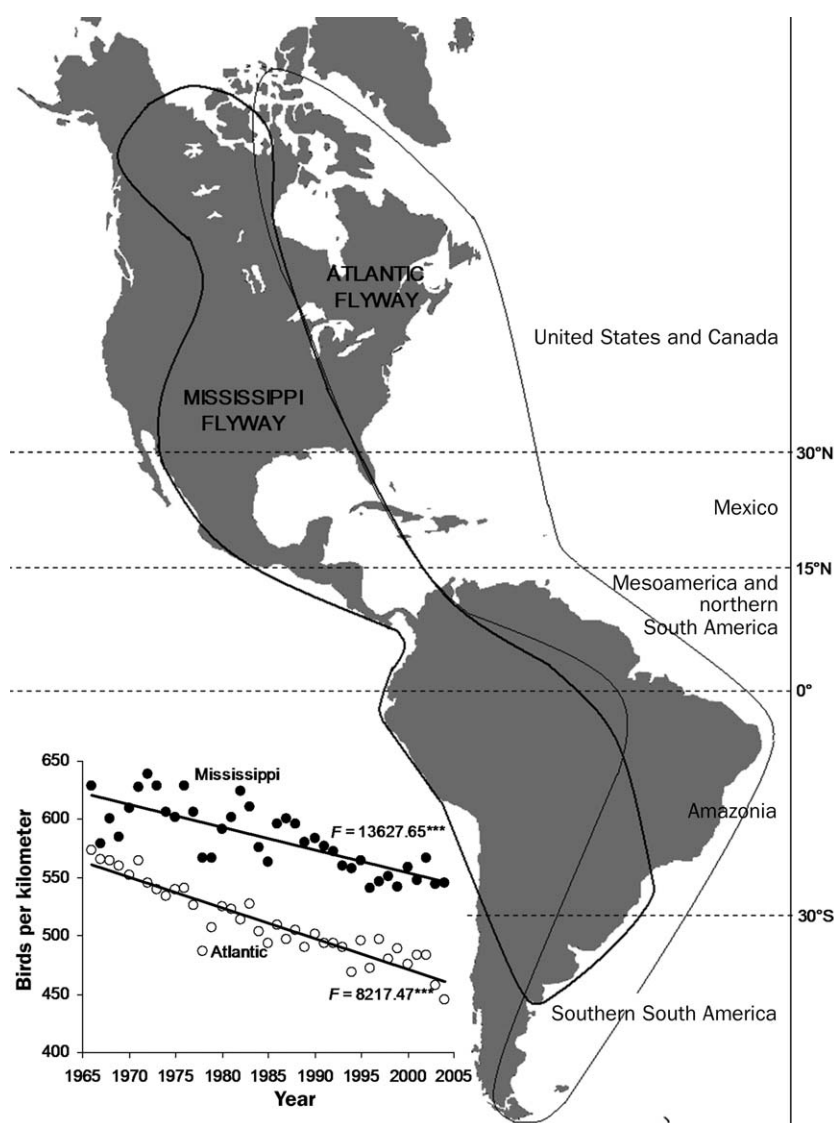 ATLANTIC
FLYWAY
United States and Canada
MISSISSIPPI
FLYWAY
30°N
Mexico
15°N
Mesoamerica and
northern
South America
0°
Amazonia
30°S
Southern South America
650
600
550
500
450
400
Birds per kilometer
Mississippi
F = 13627.65***
Atlantic
F = 8217.47***
1965 1970 1975 1980 1985 1990 1995 2000 2005
Year